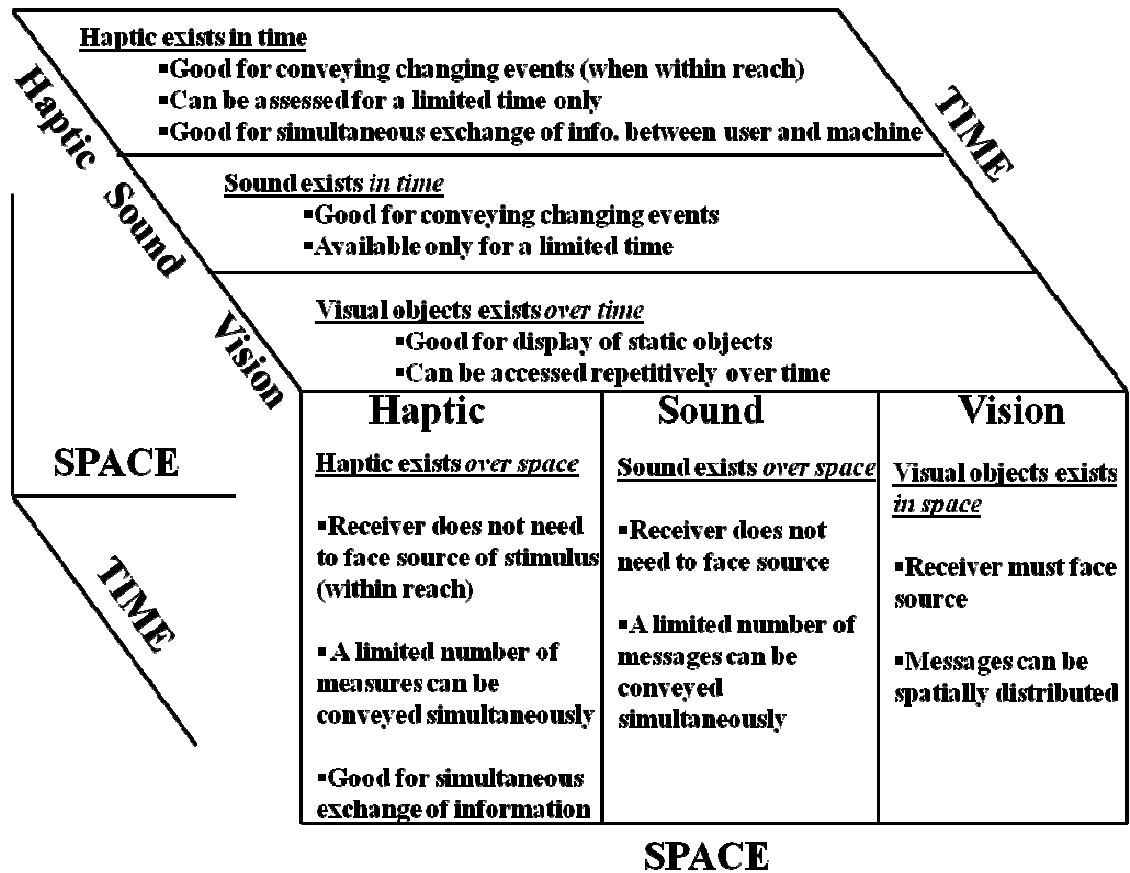 Haptic exists in time
▪Good for conveying changing events (when within reach)
▪Can be assessed for a limited time only
▪Good for simultaneous exchange of info. between user and machine
Sound exists in time
▪Good for conveying changing events
▪Available only for a limited time
Visual objects exists over time
▪Good for display of static objects
▪Can be accessed repetitively over time
Haptic Sound Vision
TIME
SPACE
TIME
Haptic
Haptic exists over space
▪Receiver does not need
to face source of stimulus
(within reach)
▪A limited number of
measures can be
conveyed simultaneously
▪Good for simultaneous
exchange of information
Sound
Sound exists over space
▪Receiver does not
need to face source
▪A limited number of
messages can be
conveyed
simultaneously
Vision
Visual objects exists
in space
▪Receiver must face
source
▪Messages can be
spatially distributed
SPACE